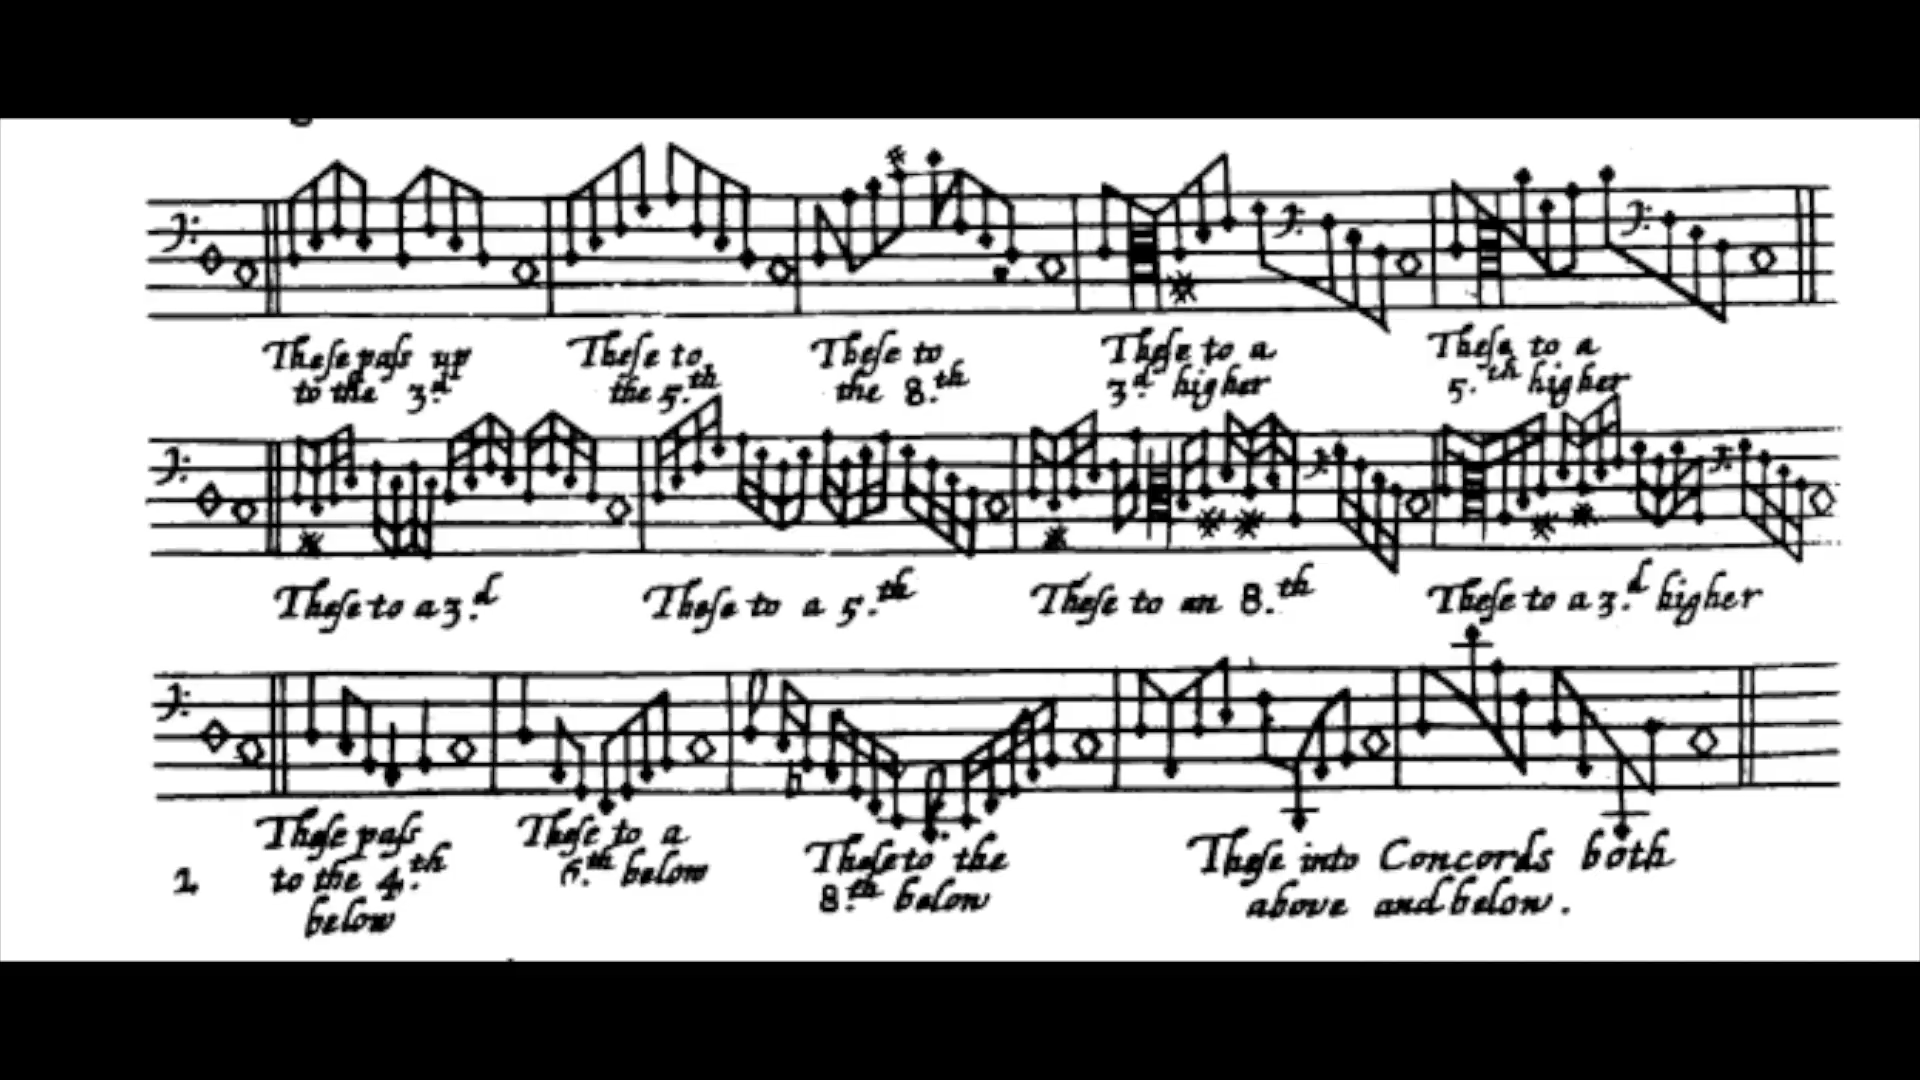 Theſe paſs up
to the 3.d
Theſe to
the 5.th
Theſe to
the 8.th
Theſe to a
3.d higher
Theſe to a
5.th higher
Theſe to a 3.d
Theſe to a 5.th
Theſe to an 8.th
Theſe to a 3.d higher
Theſe paſs
to the 4.th
below
Theſe to a
5.th below
Theſe to the
8.th below
Theſe into Concords both
above and below.